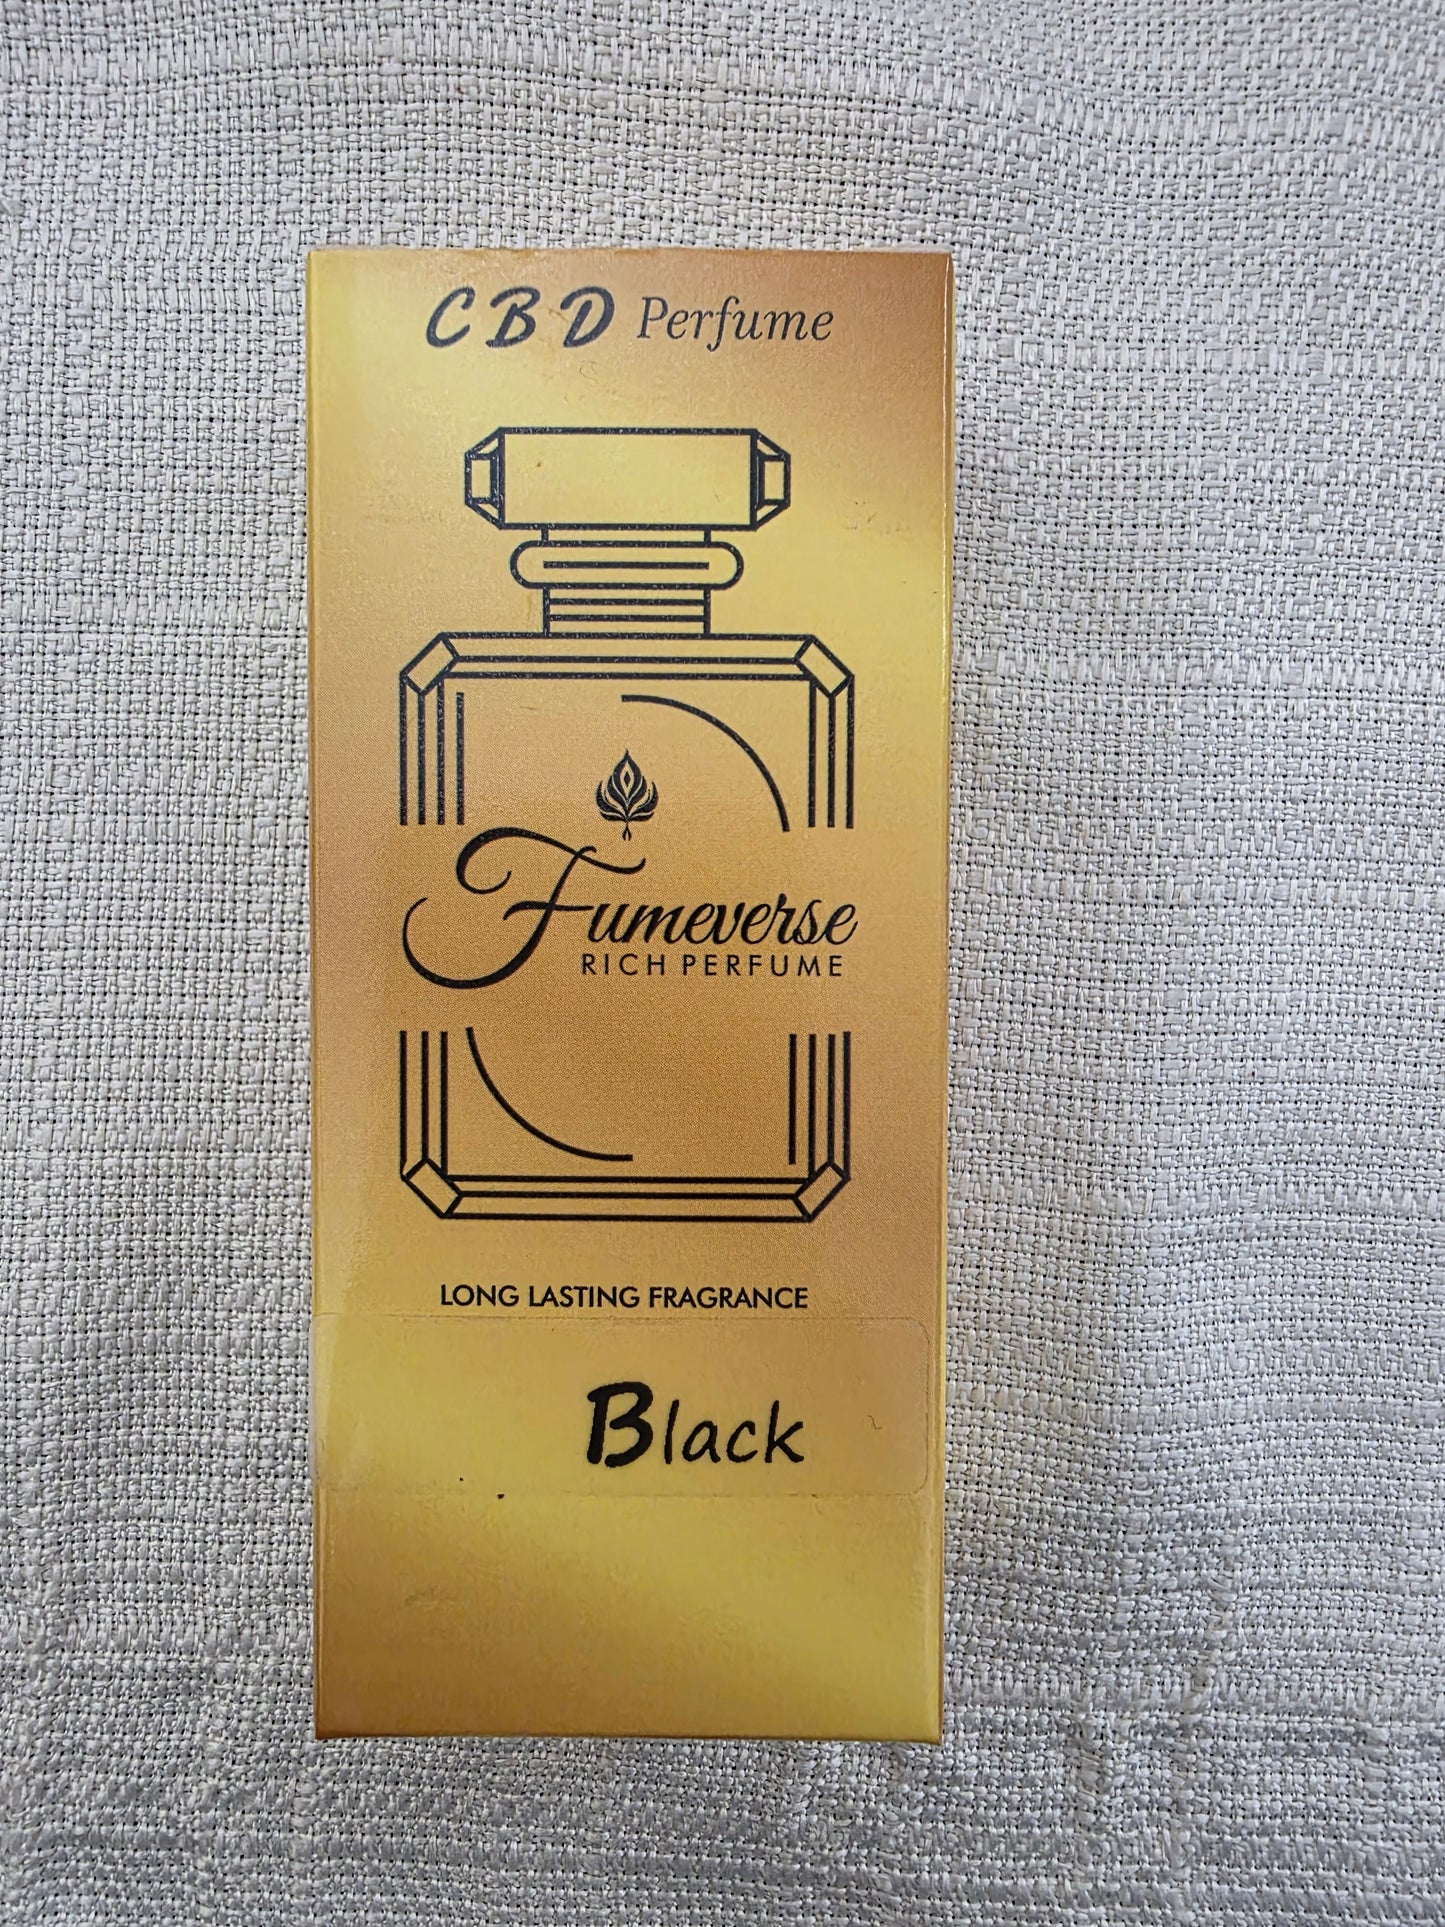 CBD Perfume
Fumeverse
RICH PERFUME
LONG LASTING FRAGRANCE
Black